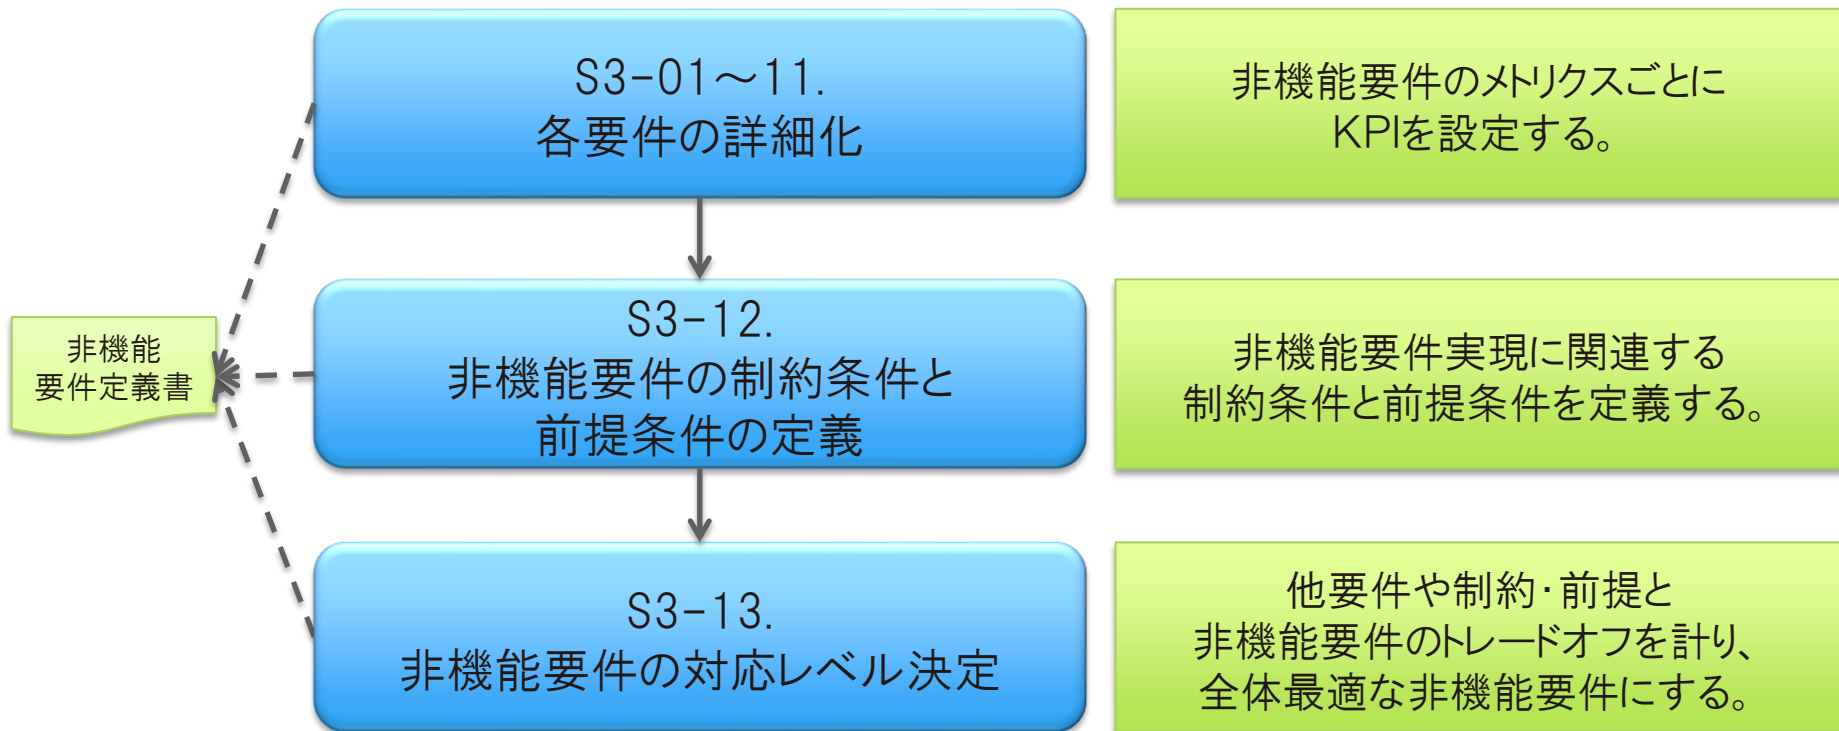 S3-01～11.
各要件の詳細化
非機能要件のメトリクスごとに
KPIを設定する。
非機能
要件定義書
S3-12.
非機能要件の制約条件と
前提条件の定義
非機能要件実現に関連する
制約条件と前提条件を定義する。
S3-13.
非機能要件の対応レベル決定
他要件や制約・前提と
非機能要件のトレードオフを計り、
全体最適な非機能要件にする。